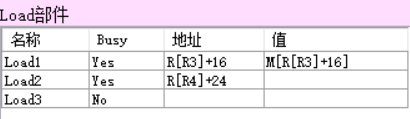 Load部件
名称 Busy 地址 值
Load1 Yes R[R3]+16 M[R[R3]+16]
Load2 Yes R[R4]+24
Load3 No